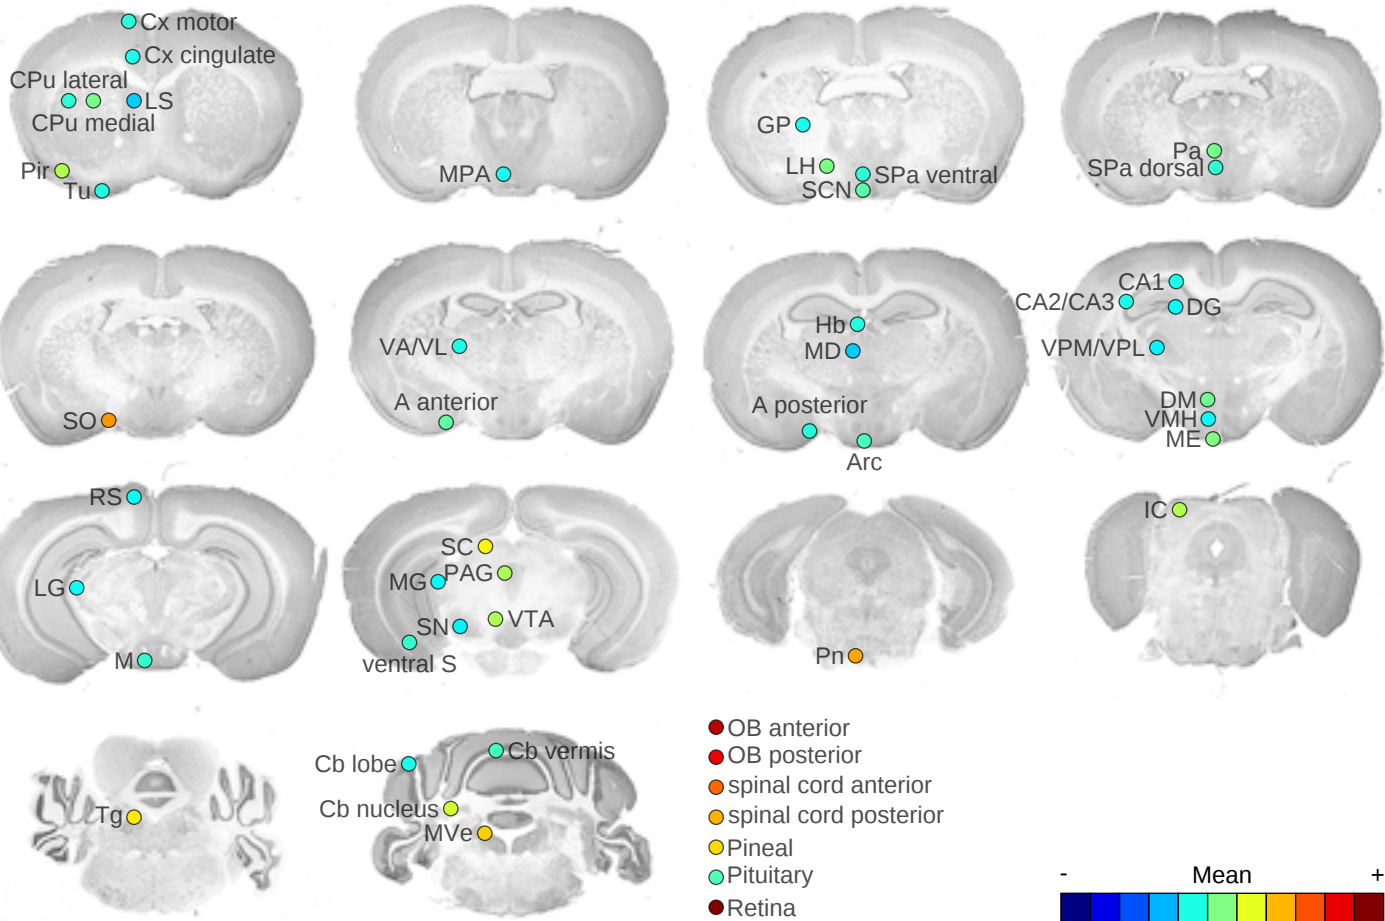 Cx motor
Cx cingulate
CPu lateral
LS
CPu medial
Pir
Tu
MPA
GP
LH
SPa ventral
SCN
Pa
SPa dorsal
SO
VA/VL
A anterior
Hb
MD
A posterior
Arc
CA1
CA2/CA3
DG
VPM/VPL
DM
VMH
ME
RS
LG
M
SC
MG
PAG
SN
VTA
ventral S
Pn
IC
Tg
Cb lobe
Cb vermis
Cb nucleus
MVe
OB anterior
OB posterior
spinal cord anterior
spinal cord posterior
Pineal
Pituitary
Retina
- Mean +